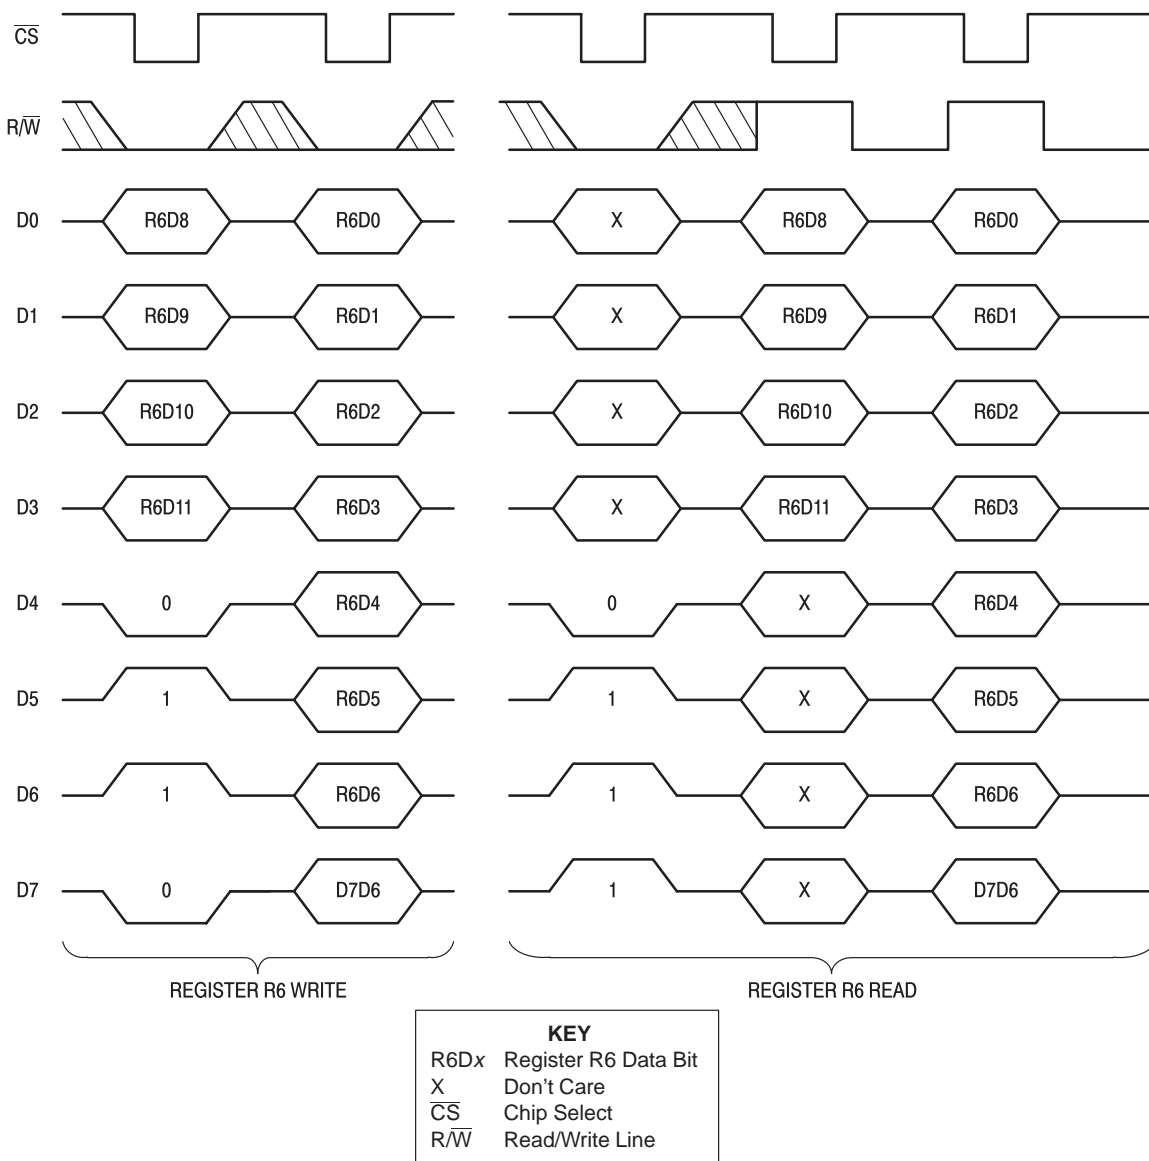 CS
R/W
D0 R6D8 R6D0 X R6D8 R6D0
D1 R6D9 R6D1 X R6D9 R6D1
D2 R6D10 R6D2 X R6D10 R6D2
D3 R6D11 R6D3 X R6D11 R6D3
D4 0 R6D4 0 X R6D4
D5 1 R6D5 1 X R6D5
D6 1 R6D6 1 X R6D6
D7 0 D7D6 1 X D7D6
REGISTER R6 WRITE REGISTER R6 READ
KEY
R6Dx Register R6 Data Bit
X Don't Care
CS Chip Select
R/W Read/Write Line